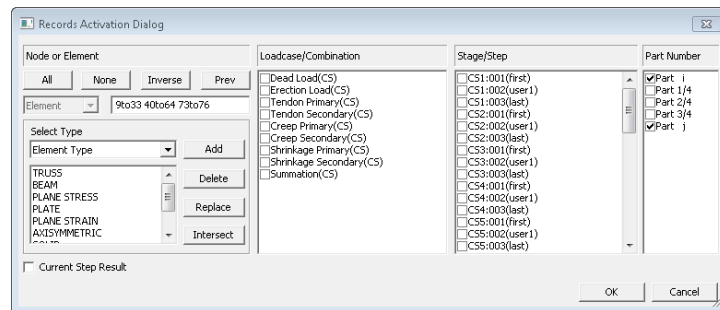 Records Activation Dialog
Node or Element
All None Inverse Prev
Element 9to33 40to64 73to76
Select Type
Element Type
Add
Delete
Replace
Intersect
TRUSS
BEAM
PLANE STRESS
PLATE
PLANE STRAIN
AXISYMMETRIC
SOLID
Current Step Result
Loadcase/Combination
Dead Load(CS)
Erection Load(CS)
Tendon Primary(CS)
Tendon Secondary(CS)
Creep Primary(CS)
Creep Secondary(CS)
Shrinkage Primary(CS)
Shrinkage Secondary(CS)
Summation(CS)
Stage/Step
CS1:001(first)
CS1:002(user1)
CS1:003(last)
CS2:001(first)
CS2:002(user1)
CS2:003(last)
CS3:001(first)
CS3:002(user1)
CS3:003(last)
CS4:001(first)
CS4:002(user1)
CS4:003(last)
CS5:001(first)
CS5:002(user1)
CS5:003(last)
Part Number
Part i
Part 1/4
Part 2/4
Part 3/4
Part j
OK Cancel